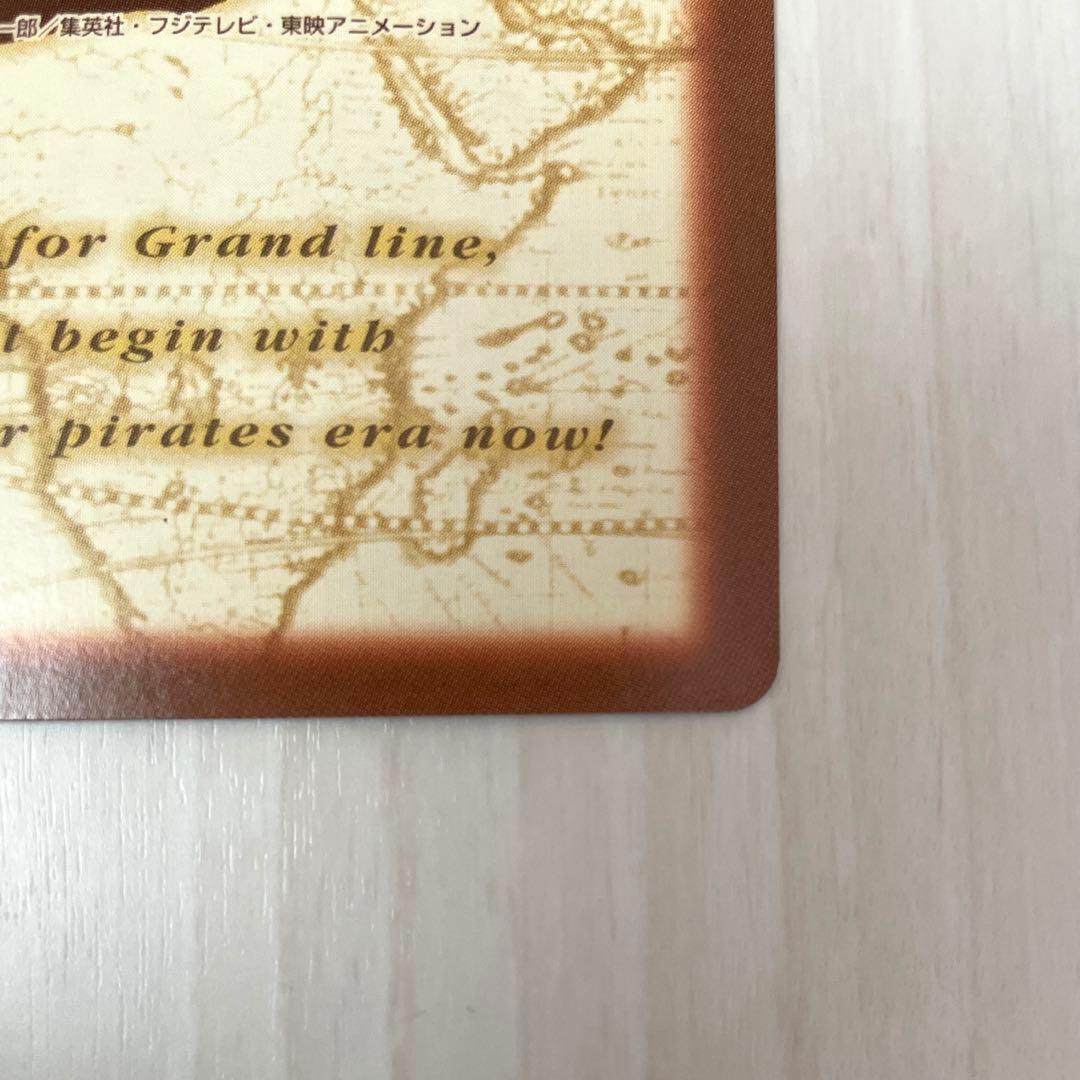 一郎／集英社・フジテレビ・東映アニメーション
for Grand line,
t begin with
r pirates era now!